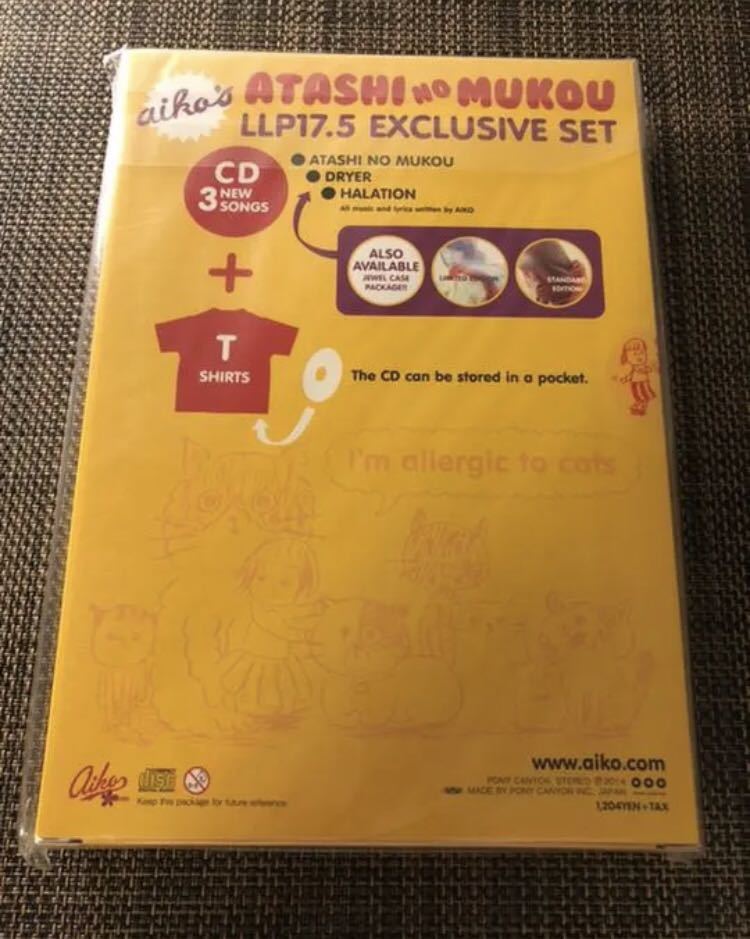 aiko's
ATASHI NO MUKOU
LLP17.5 EXCLUSIVE SET
CD
3 NEW
SONGS
ATASHI NO MUKOU
DRYER
HALATION
All music and lyrics written by AIKO
ALSO
AVAILABLE
JEWEL CASE
PACKAGE!!
LIMITED EDITION
STANDARD
EDITION
+
T
SHIRTS
The CD can be stored in a pocket.
I'm allergic to cats
www.aiko.com
PONY CANYON, STEREO ℗2014
MADE BY PONY CANYON INC., JAPAN
1,204YEN+TAX
aiko
disc
DIGITAL AUDIO
Keep this package for future reference.